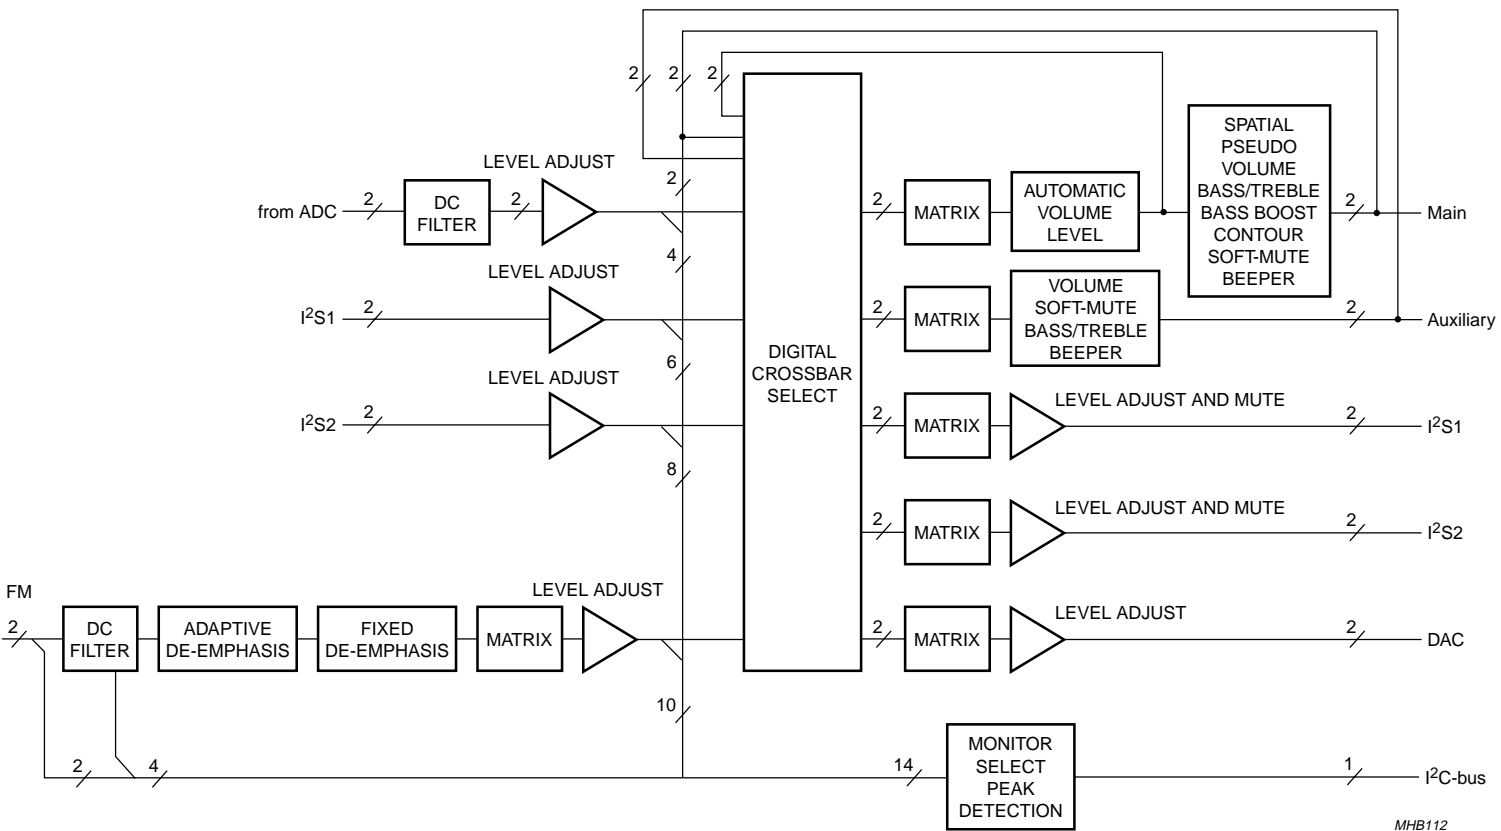 2 2 2
SPATIAL
PSEUDO
VOLUME
BASS/TREBLE
BASS BOOST
CONTOUR
SOFT-MUTE
BEEPER
LEVEL ADJUST
from ADC
2
DC
FILTER
2
2
2
MATRIX
AUTOMATIC
VOLUME
LEVEL
2
Main
4
LEVEL ADJUST
I²S1
2
2
MATRIX
VOLUME
SOFT-MUTE
BASS/TREBLE
BEEPER
2
Auxiliary
DIGITAL
CROSSBAR
SELECT
6
LEVEL ADJUST
I²S2
2
2
MATRIX
LEVEL ADJUST AND MUTE
2
I²S1
8
2
MATRIX
LEVEL ADJUST AND MUTE
2
I²S2
FM
2
DC
FILTER
ADAPTIVE
DE-EMPHASIS
FIXED
DE-EMPHASIS
MATRIX
LEVEL ADJUST
2
MATRIX
LEVEL ADJUST
2
DAC
10
2
4
14
MONITOR
SELECT
PEAK
DETECTION
1
I²C-bus
MHB112